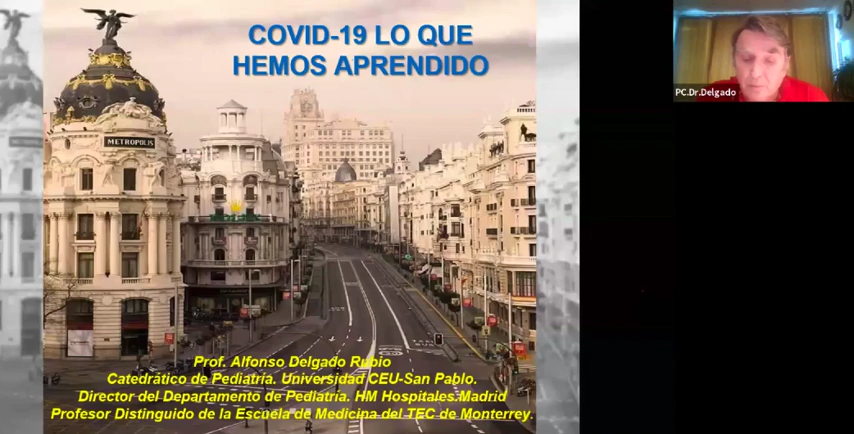 COVID-19 LO QUE
HEMOS APRENDIDO
PC.Dr.Delgado
METROPOLIS
Prof. Alfonso Delgado Rubio
Catedrático de Pediatría. Universidad CEU-San Pablo.
Director del Departamento de Pediatría. HM Hospitales.Madrid
Profesor Distinguido de la Escuela de Medicina del TEC de Monterrey.